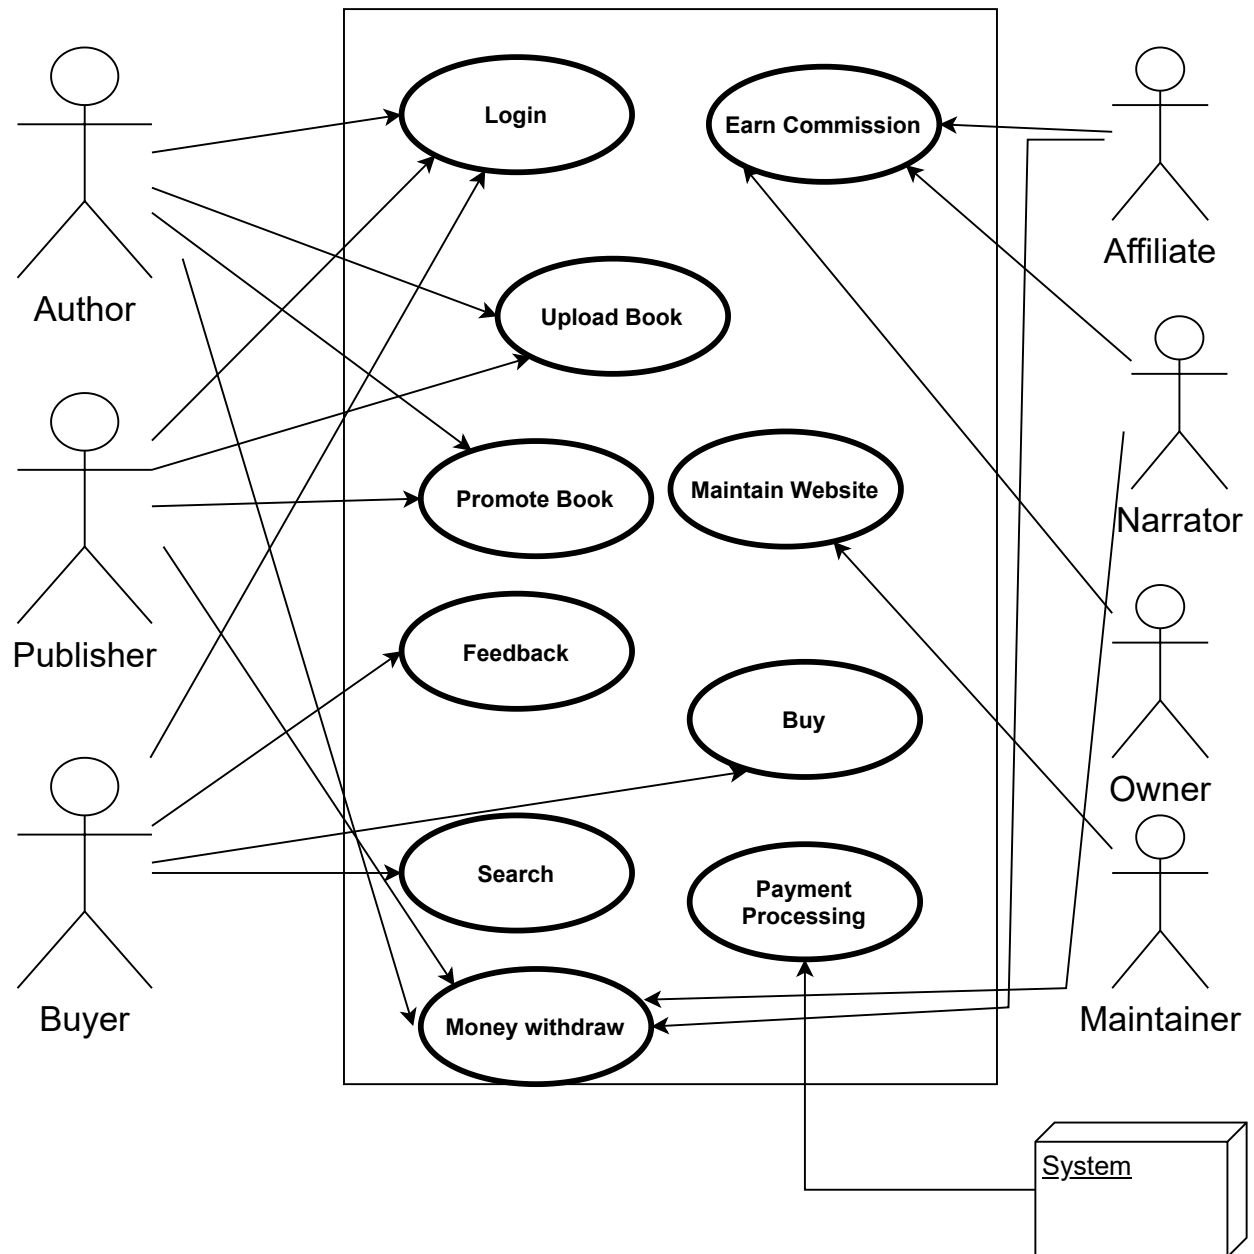 Login
Earn Commission
Author
Affiliate
Upload Book
Publisher
Promote Book
Maintain Website
Narrator
Feedback
Buy
Owner
Buyer
Search
Payment
Processing
Money withdraw
Maintainer
System